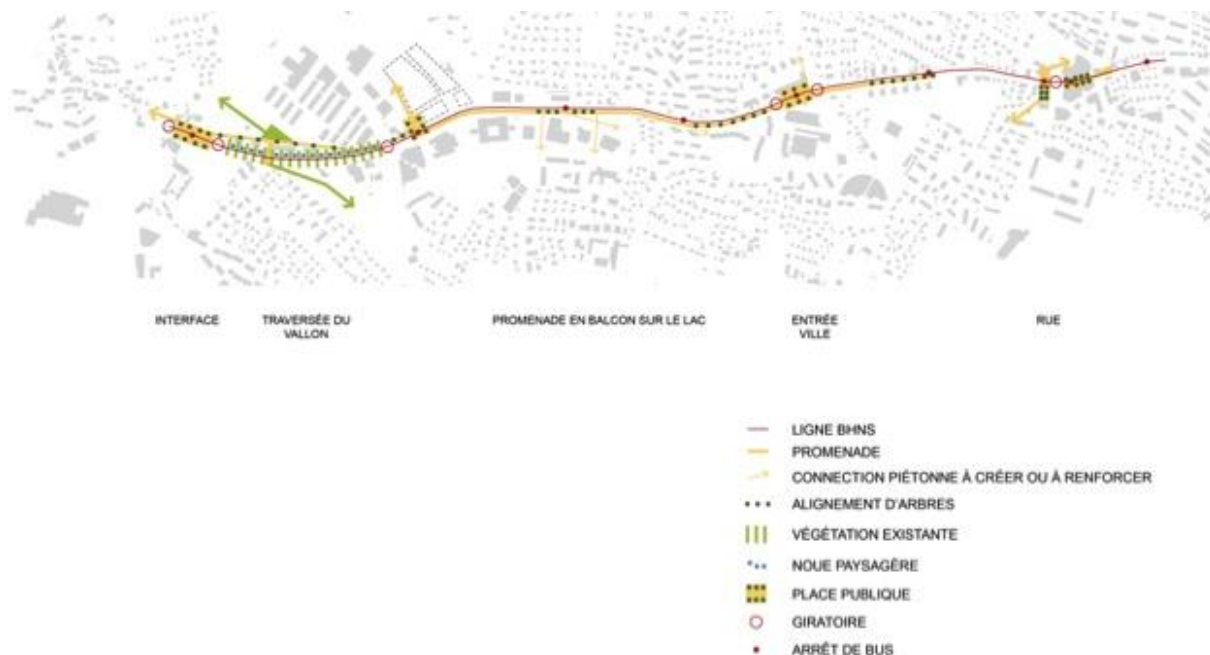 INTERFACE
TRAVERSÉE DU
VALLON
PROMENADE EN BALCON SUR LE LAC
ENTRÉE
VILLE
RUE
LIGNE BHNS
PROMENADE
CONNECTION PIÉTONNE À CRÉER OU À RENFORCER
ALIGNEMENT D'ARBRES
VÉGÉTATION EXISTANTE
NOUE PAYSAGÈRE
PLACE PUBLIQUE
GIRATOIRE
ARRÊT DE BUS